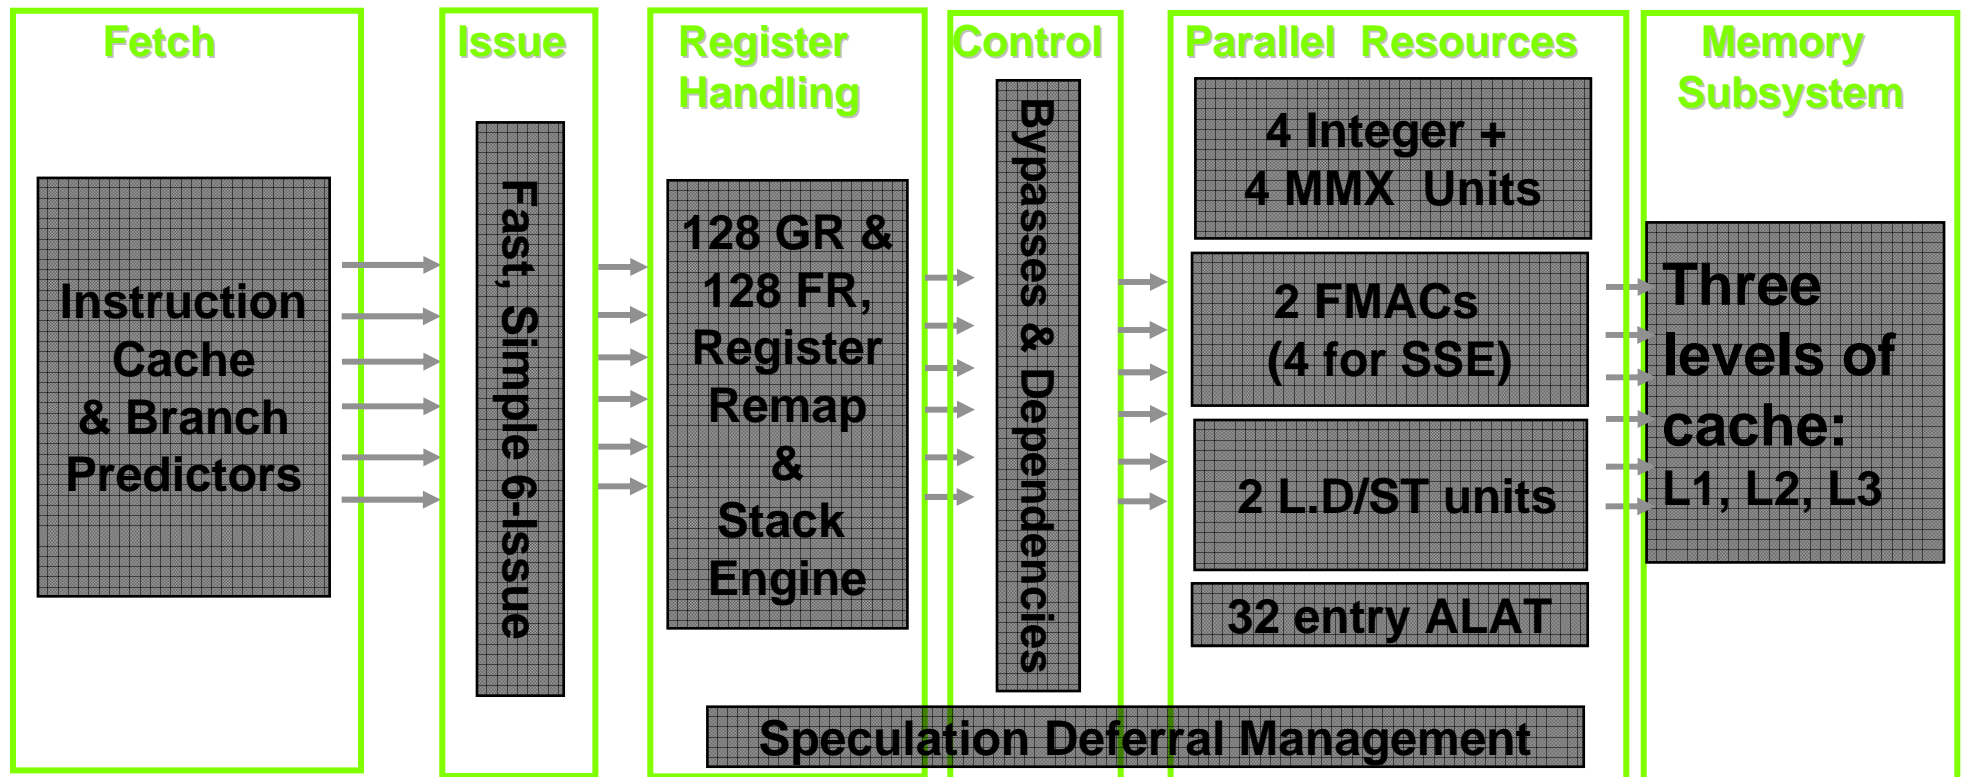 Fetch
Instruction
Cache
& Branch
Predictors
Issue
Fast, Simple 6-Issue
Register
Handling
128 GR &
128 FR,
Register
Remap
&
Stack
Engine
Control
Bypasses & Dependencies
Parallel Resources
4 Integer +
4 MMX Units
2 FMACs
(4 for SSE)
2 L.D/ST units
32 entry ALAT
Speculation Deferral Management
Memory
Subsystem
Three
levels of
cache:
L1, L2, L3